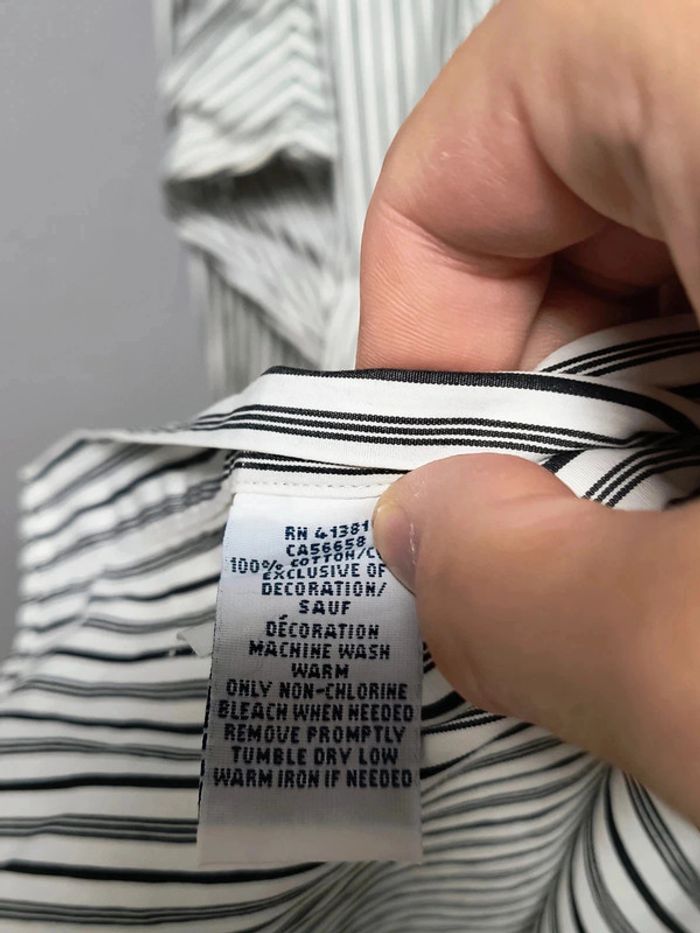 RN 41381
CA56658
100% COTTON/C
EXCLUSIVE OF
DECORATION/
SAUF
DÉCORATION
MACHINE WASH
WARM
ONLY NON-CHLORINE
BLEACH WHEN NEEDED
REMOVE PROMPTLY
TUMBLE DRY LOW
WARM IRON IF NEEDED